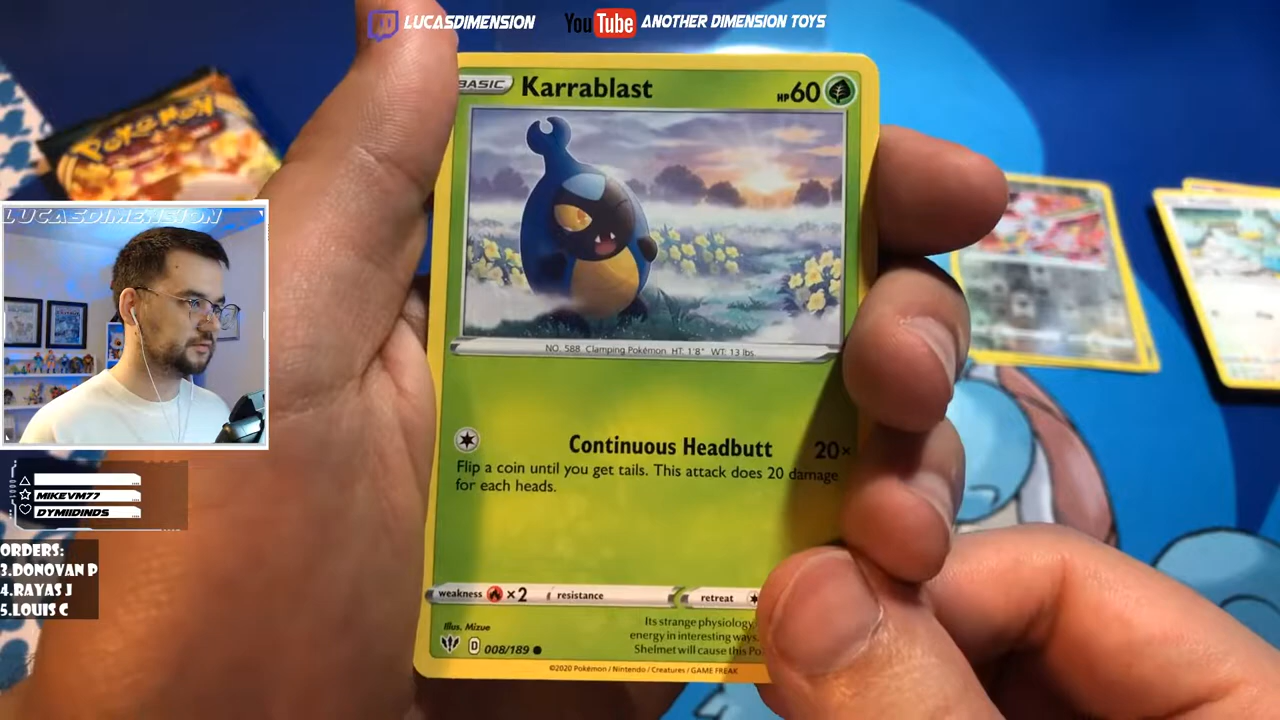 LUCASDIMENSION YouTube ANOTHER DIMENSION TOYS
BASIC Karrablast HP60
POKéMON
NO. 588 Clamping Pokémon HT: 1'8" WT: 13 lbs.
LUCASDIMENSION
Continuous Headbutt 20×
Flip a coin until you get tails. This attack does 20 damage
for each heads.
MIKEVM77
DYMIIDINDS
ORDERS:
3.DONOVAN P
4.RAYAS J
5.LOUIS C
weakness ×2 resistance retreat
Illus. Mizue
D 008/189
Its strange physiology
energy in interesting ways.
Shelmet will cause this Po
©2020 Pokémon / Nintendo / Creatures / GAME FREAK